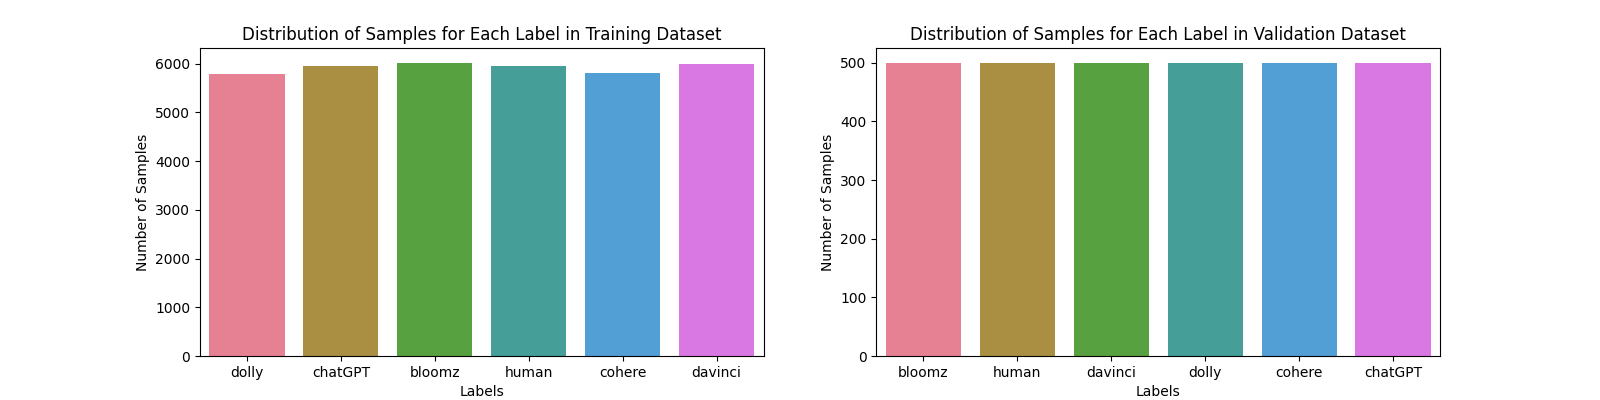 Distribution of Samples for Each Label in Training Dataset
Number of Samples
6000
5000
4000
3000
2000
1000
0
dolly chatGPT bloomz human cohere davinci
Labels
Distribution of Samples for Each Label in Validation Dataset
Number of Samples
500
400
300
200
100
0
bloomz human davinci dolly cohere chatGPT
Labels